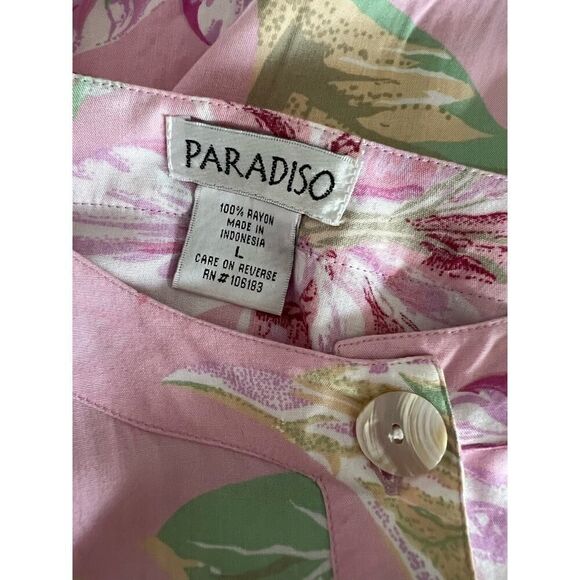 PARADISO
100% RAYON
MADE IN
INDONESIA
L
CARE ON REVERSE
RN#106183